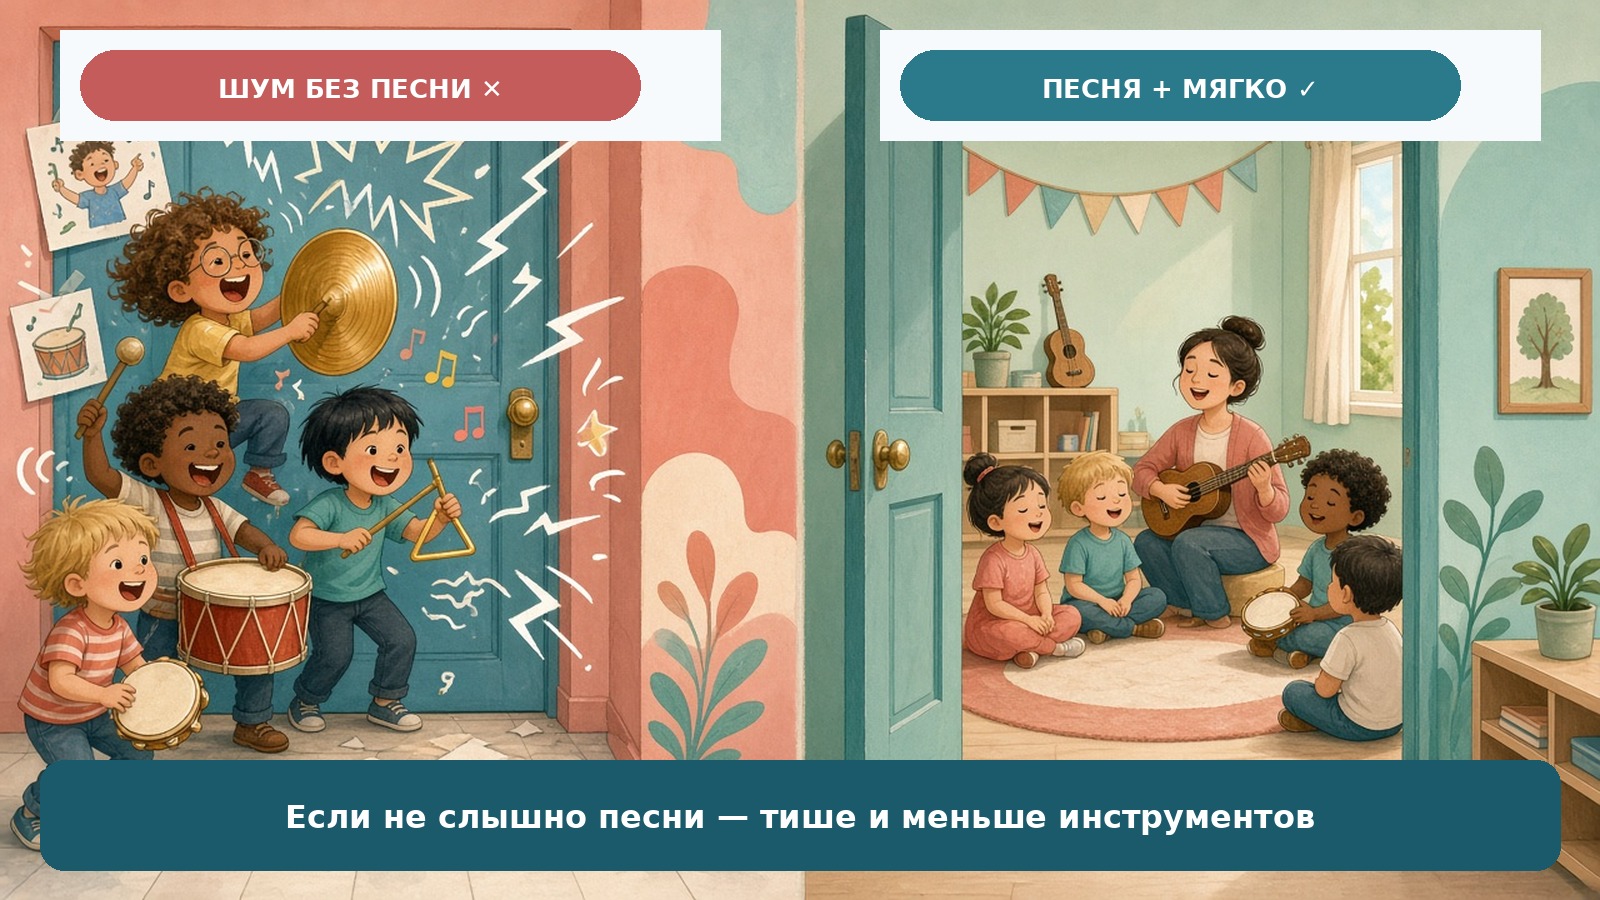 ШУМ БЕЗ ПЕСНИ ✕
ПЕСНЯ + МЯГКО ✓
Если не слышно песни — тише и меньше инструментов